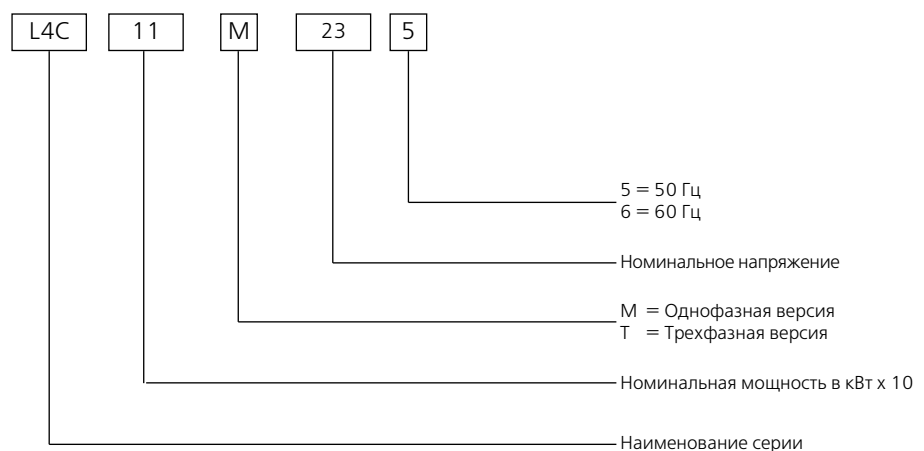 L4C 11 M 23 5
5 = 50 Гц
6 = 60 Гц
Номинальное напряжение
M = Однофазная версия
T = Трехфазная версия
Номинальная мощность в кВт x 10
Наименование серии